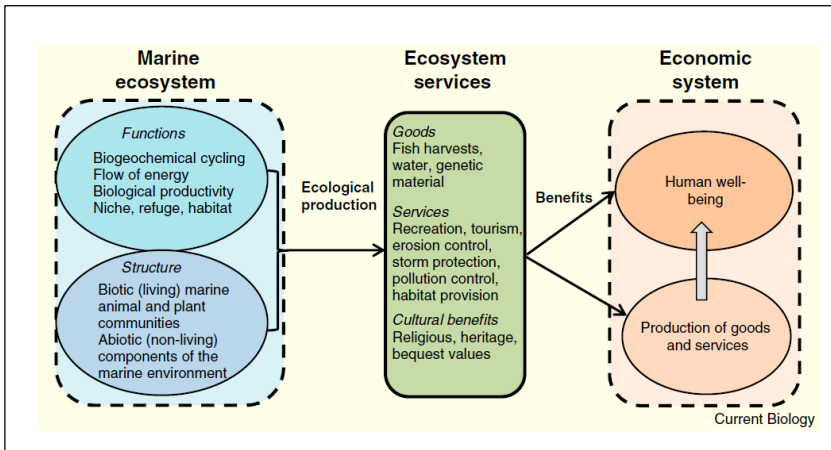 Marine
ecosystem
Functions
Biogeochemical cycling
Flow of energy
Biological productivity
Niche, refuge, habitat
Structure
Biotic (living) marine
animal and plant
communities
Abiotic (non-living)
components of the
marine environment
Ecological
production
Ecosystem
services
Goods
Fish harvests,
water, genetic
material
Services
Recreation, tourism,
erosion control,
storm protection,
pollution control,
habitat provision
Cultural benefits
Religious, heritage,
bequest values
Benefits
Economic
system
Human well-
being
Production of goods
and services
Current Biology